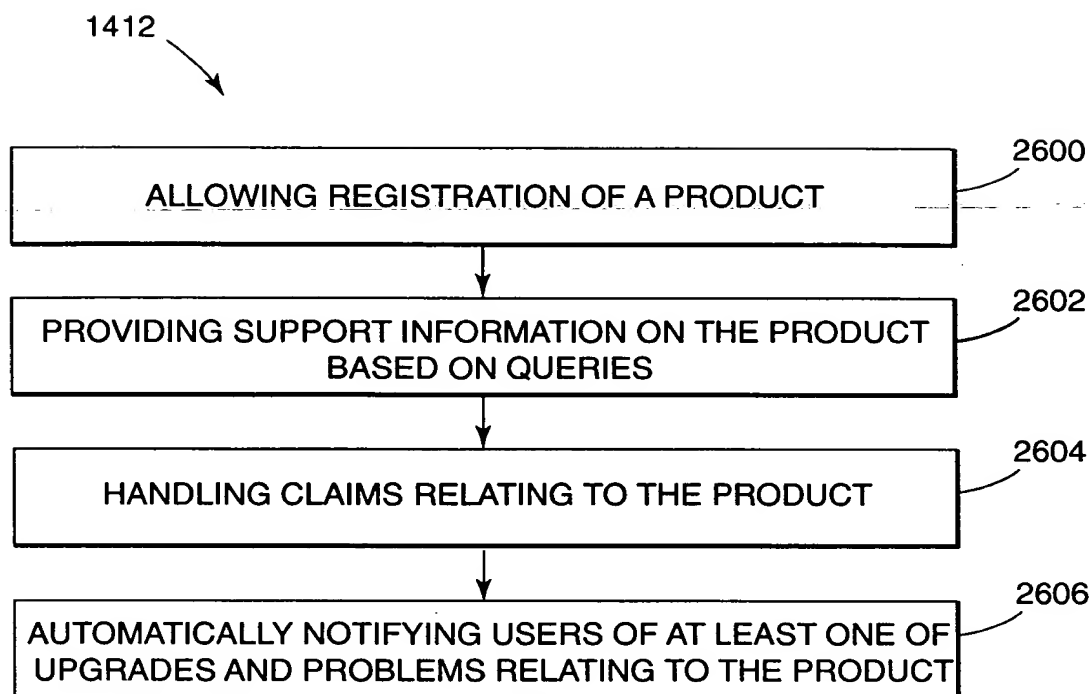 1412
2600
ALLOWING REGISTRATION OF A PRODUCT
2602
PROVIDING SUPPORT INFORMATION ON THE PRODUCT
BASED ON QUERIES
2604
HANDLING CLAIMS RELATING TO THE PRODUCT
2606
AUTOMATICALLY NOTIFYING USERS OF AT LEAST ONE OF
UPGRADES AND PROBLEMS RELATING TO THE PRODUCT